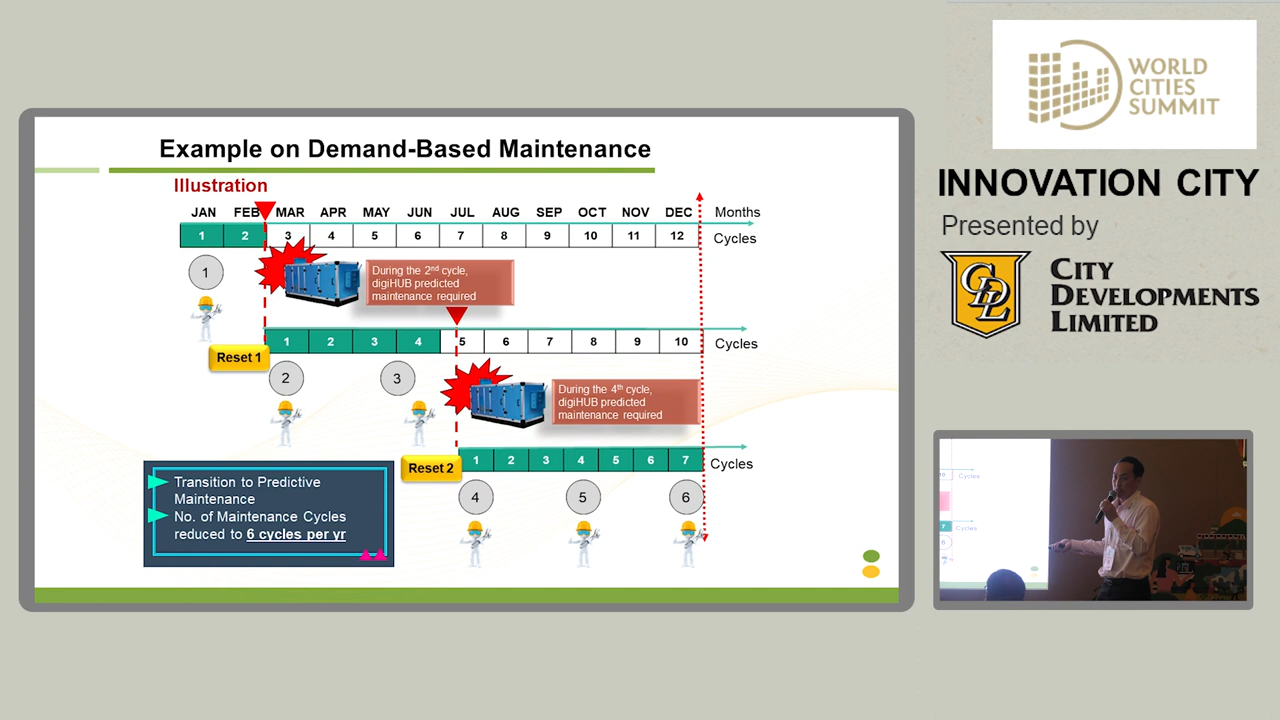 Example on Demand-Based Maintenance
Illustration
JAN FEB MAR APR MAY JUN JUL AUG SEP OCT NOV DEC Months
1 2 3 4 5 6 7 8 9 10 11 12 Cycles
1
During the 2nd cycle,
digiHUB predicted
maintenance required
1 2 3 4 5 6 7 8 9 10 Cycles
Reset 1
2 3
During the 4th cycle,
digiHUB predicted
maintenance required
1 2 3 4 5 6 7 Cycles
Reset 2
4 5 6
Transition to Predictive
Maintenance
No. of Maintenance Cycles
reduced to 6 cycles per yr
WORLD
CITIES
SUMMIT
INNOVATION CITY
Presented by
CDL
CITY
DEVELOPMENTS
LIMITED
Cycles
Cycles